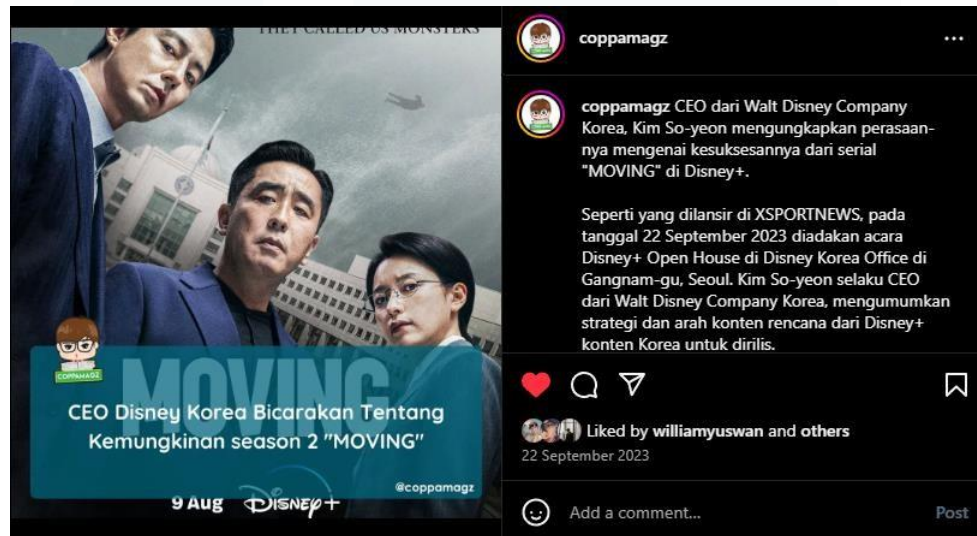 THEY CALLED US MONSTERS
COPPAMAGZ
MOVING
CEO Disney Korea Bicarakan Tentang
Kemungkinan season 2 "MOVING"
@coppamagz
9 Aug Disney+
coppamagz
coppamagz CEO dari Walt Disney Company
Korea, Kim So-yeon mengungkapkan perasaan-
nya mengenai kesuksesannya dari serial
"MOVING" di Disney+.
Seperti yang dilansir di XSPORTNEWS, pada
tanggal 22 September 2023 diadakan acara
Disney+ Open House di Disney Korea Office di
Gangnam-gu, Seoul. Kim So-yeon selaku CEO
dari Walt Disney Company Korea, mengumumkan
strategi dan arah konten rencana dari Disney+
konten Korea untuk dirilis.
Liked by williamyuswan and others
22 September 2023
Add a comment...
Post